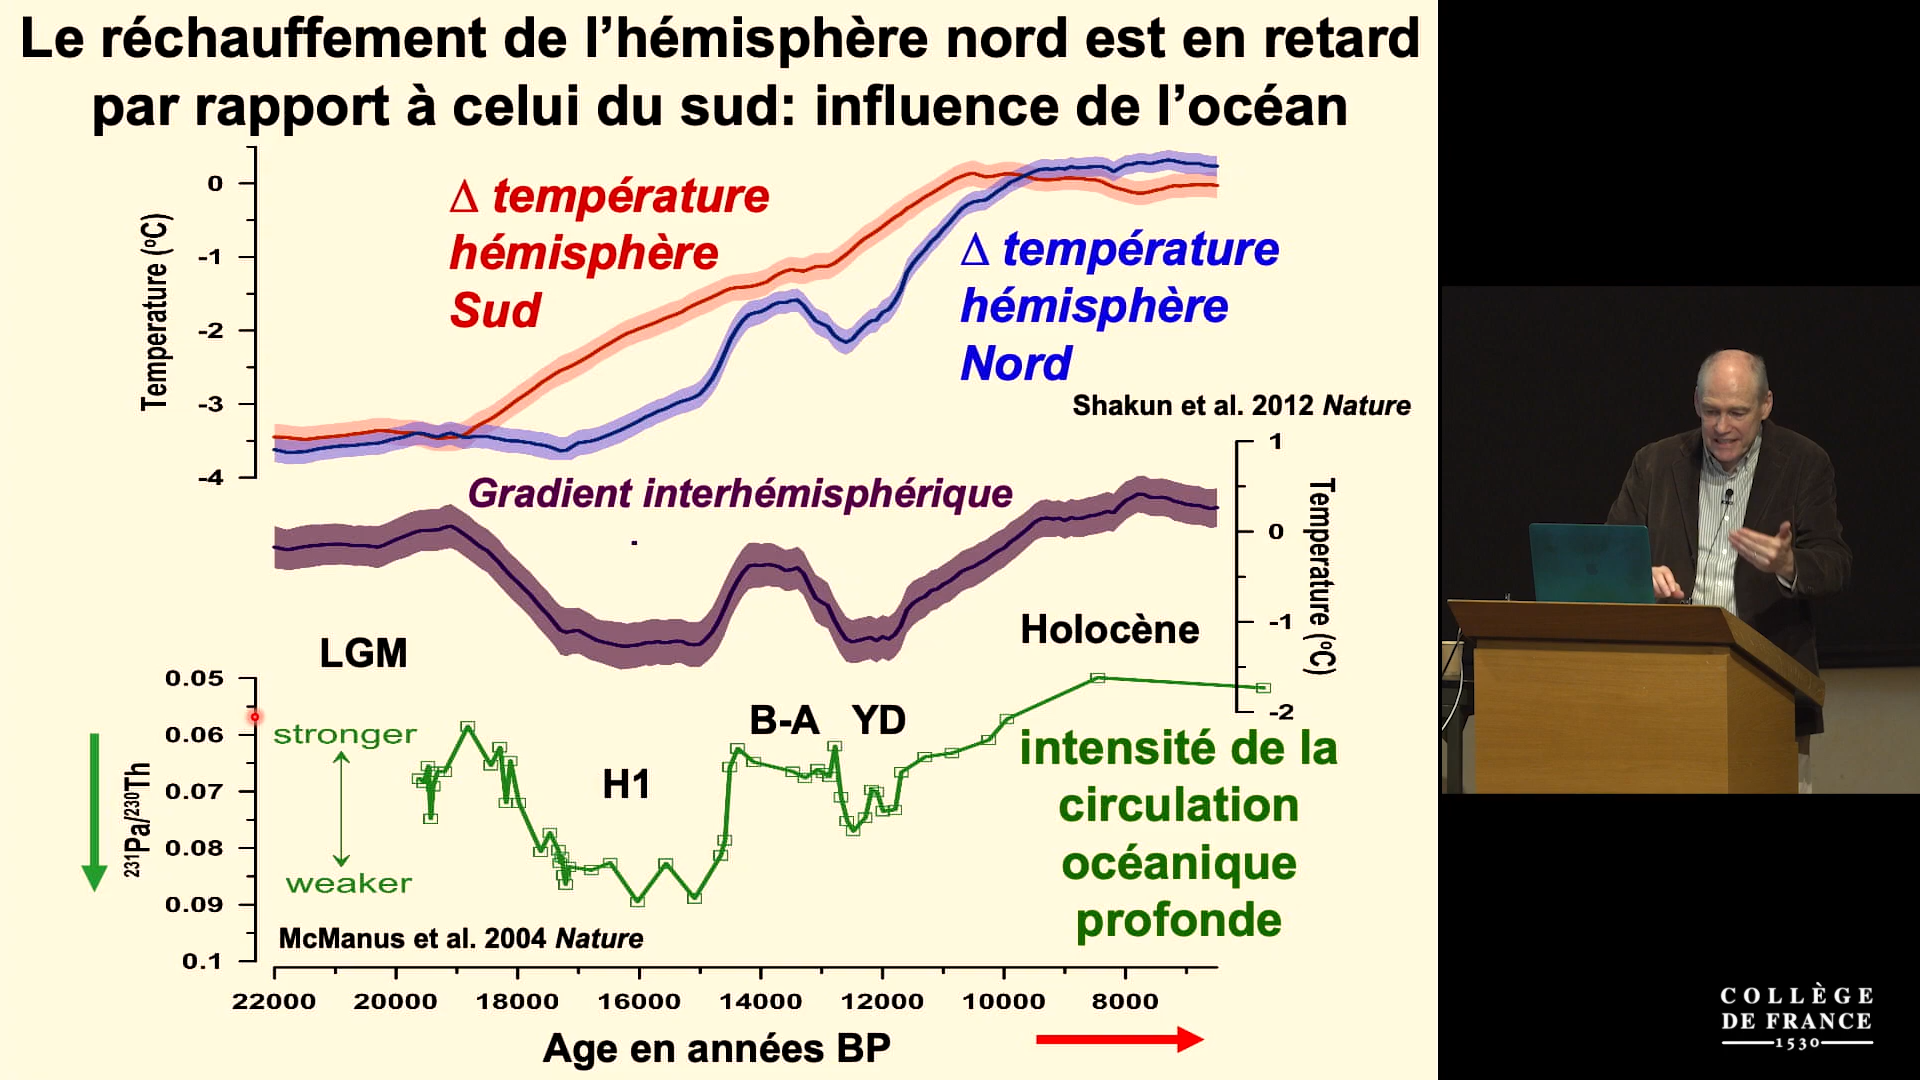 Le réchauffement de l’hémisphère nord est en retard
par rapport à celui du sud: influence de l’océan
0
-1
-2
-3
-4
Temperature (ºC)
Δ température
hémisphère
Sud
Δ température
hémisphère
Nord
Shakun et al. 2012 Nature
Gradient interhémisphérique
1
0
-1
-2
Temperature (ºC)
LGM
Holocène
B-A
YD
H1
0.05
0.06
0.07
0.08
0.09
0.1
231Pa/230Th
stronger
weaker
intensité de la
circulation
océanique
profonde
McManus et al. 2004 Nature
22000 20000 18000 16000 14000 12000 10000 8000
Age en années BP
COLLÈGE
DE FRANCE
1530